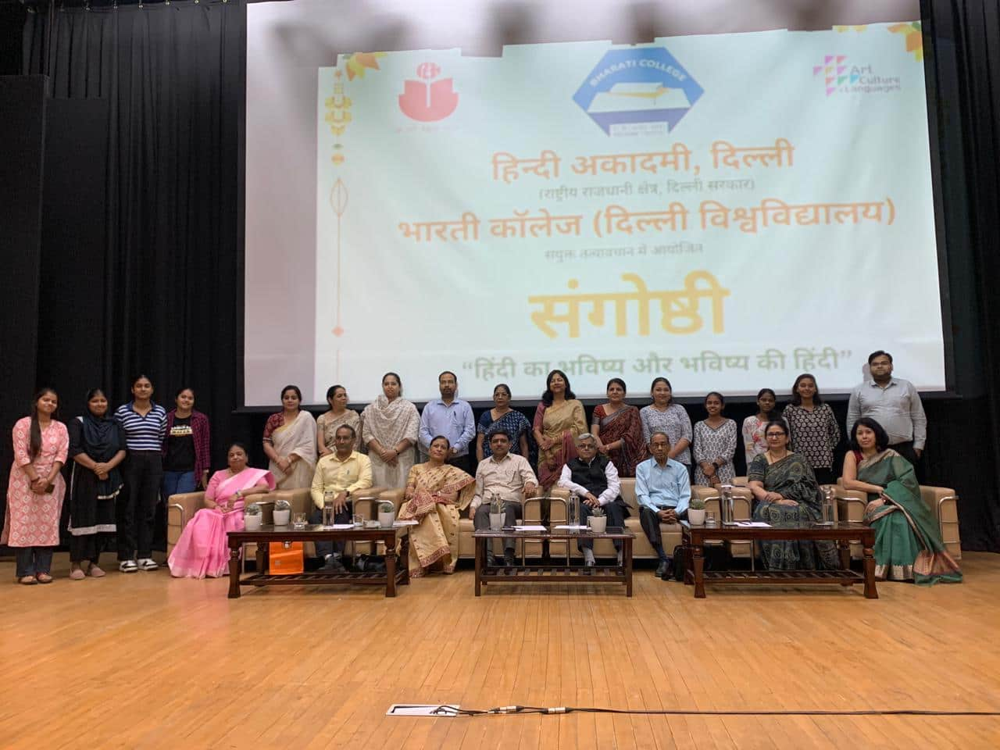 BHARATI COLLEGE
Art
Culture
Languages
हिन्दी अकादमी, दिल्ली
(राष्ट्रीय राजधानी क्षेत्र, दिल्ली सरकार)
भारती कॉलेज (दिल्ली विश्वविद्यालय)
संयुक्त तत्वावधान में आयोजित
संगोष्ठी
“हिंदी का भविष्य और भविष्य की हिंदी”